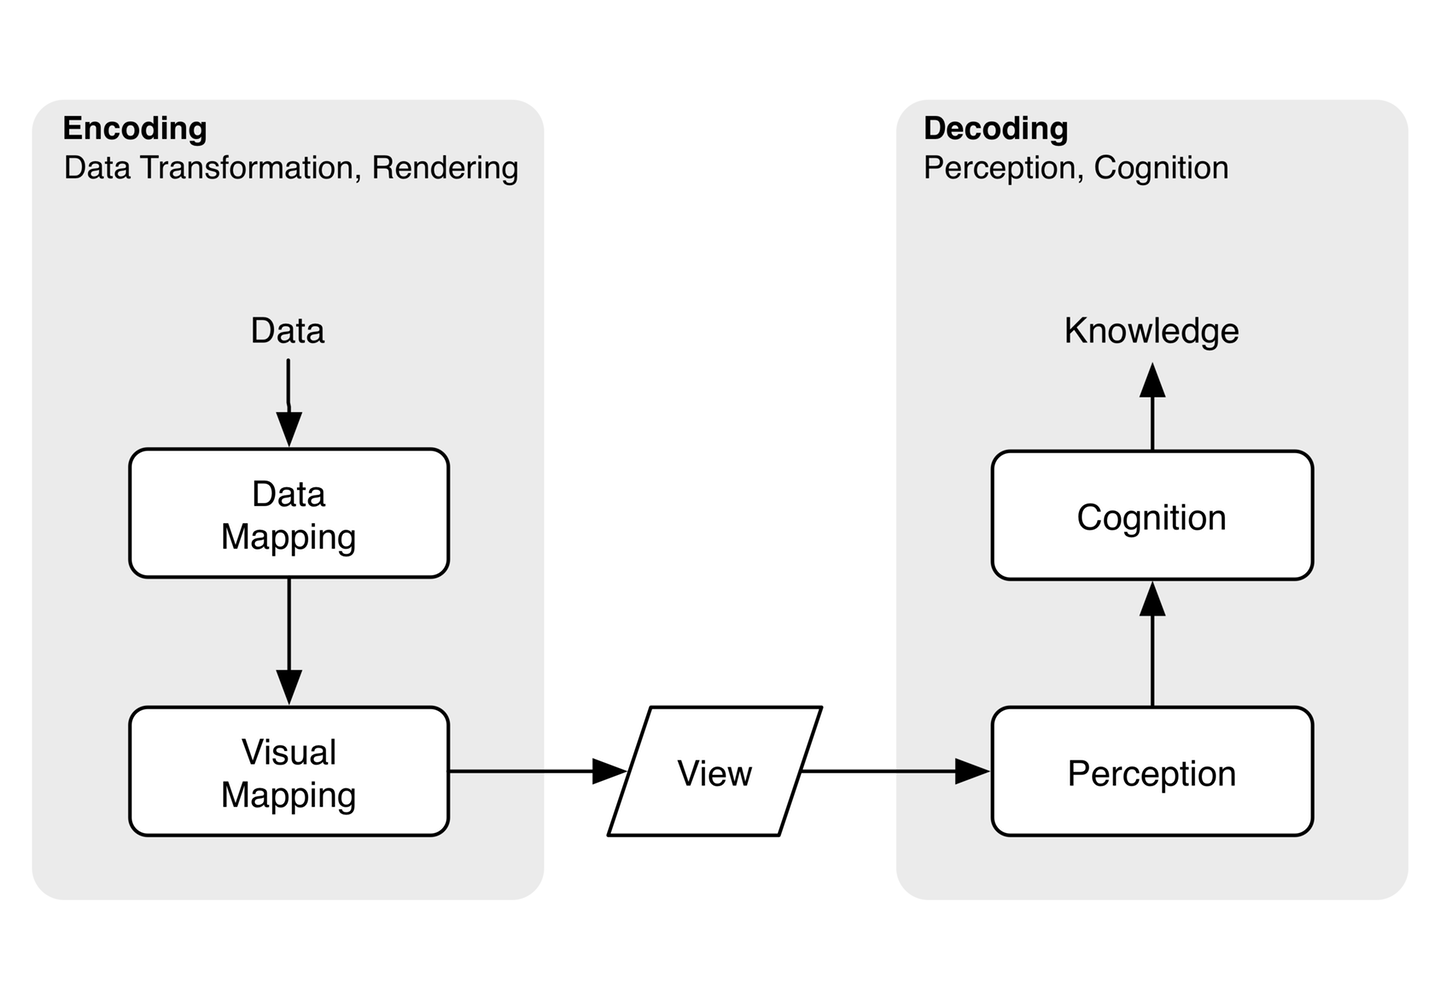 Encoding
Data Transformation, Rendering
Data
Data
Mapping
Visual
Mapping
View
Decoding
Perception, Cognition
Knowledge
Cognition
Perception